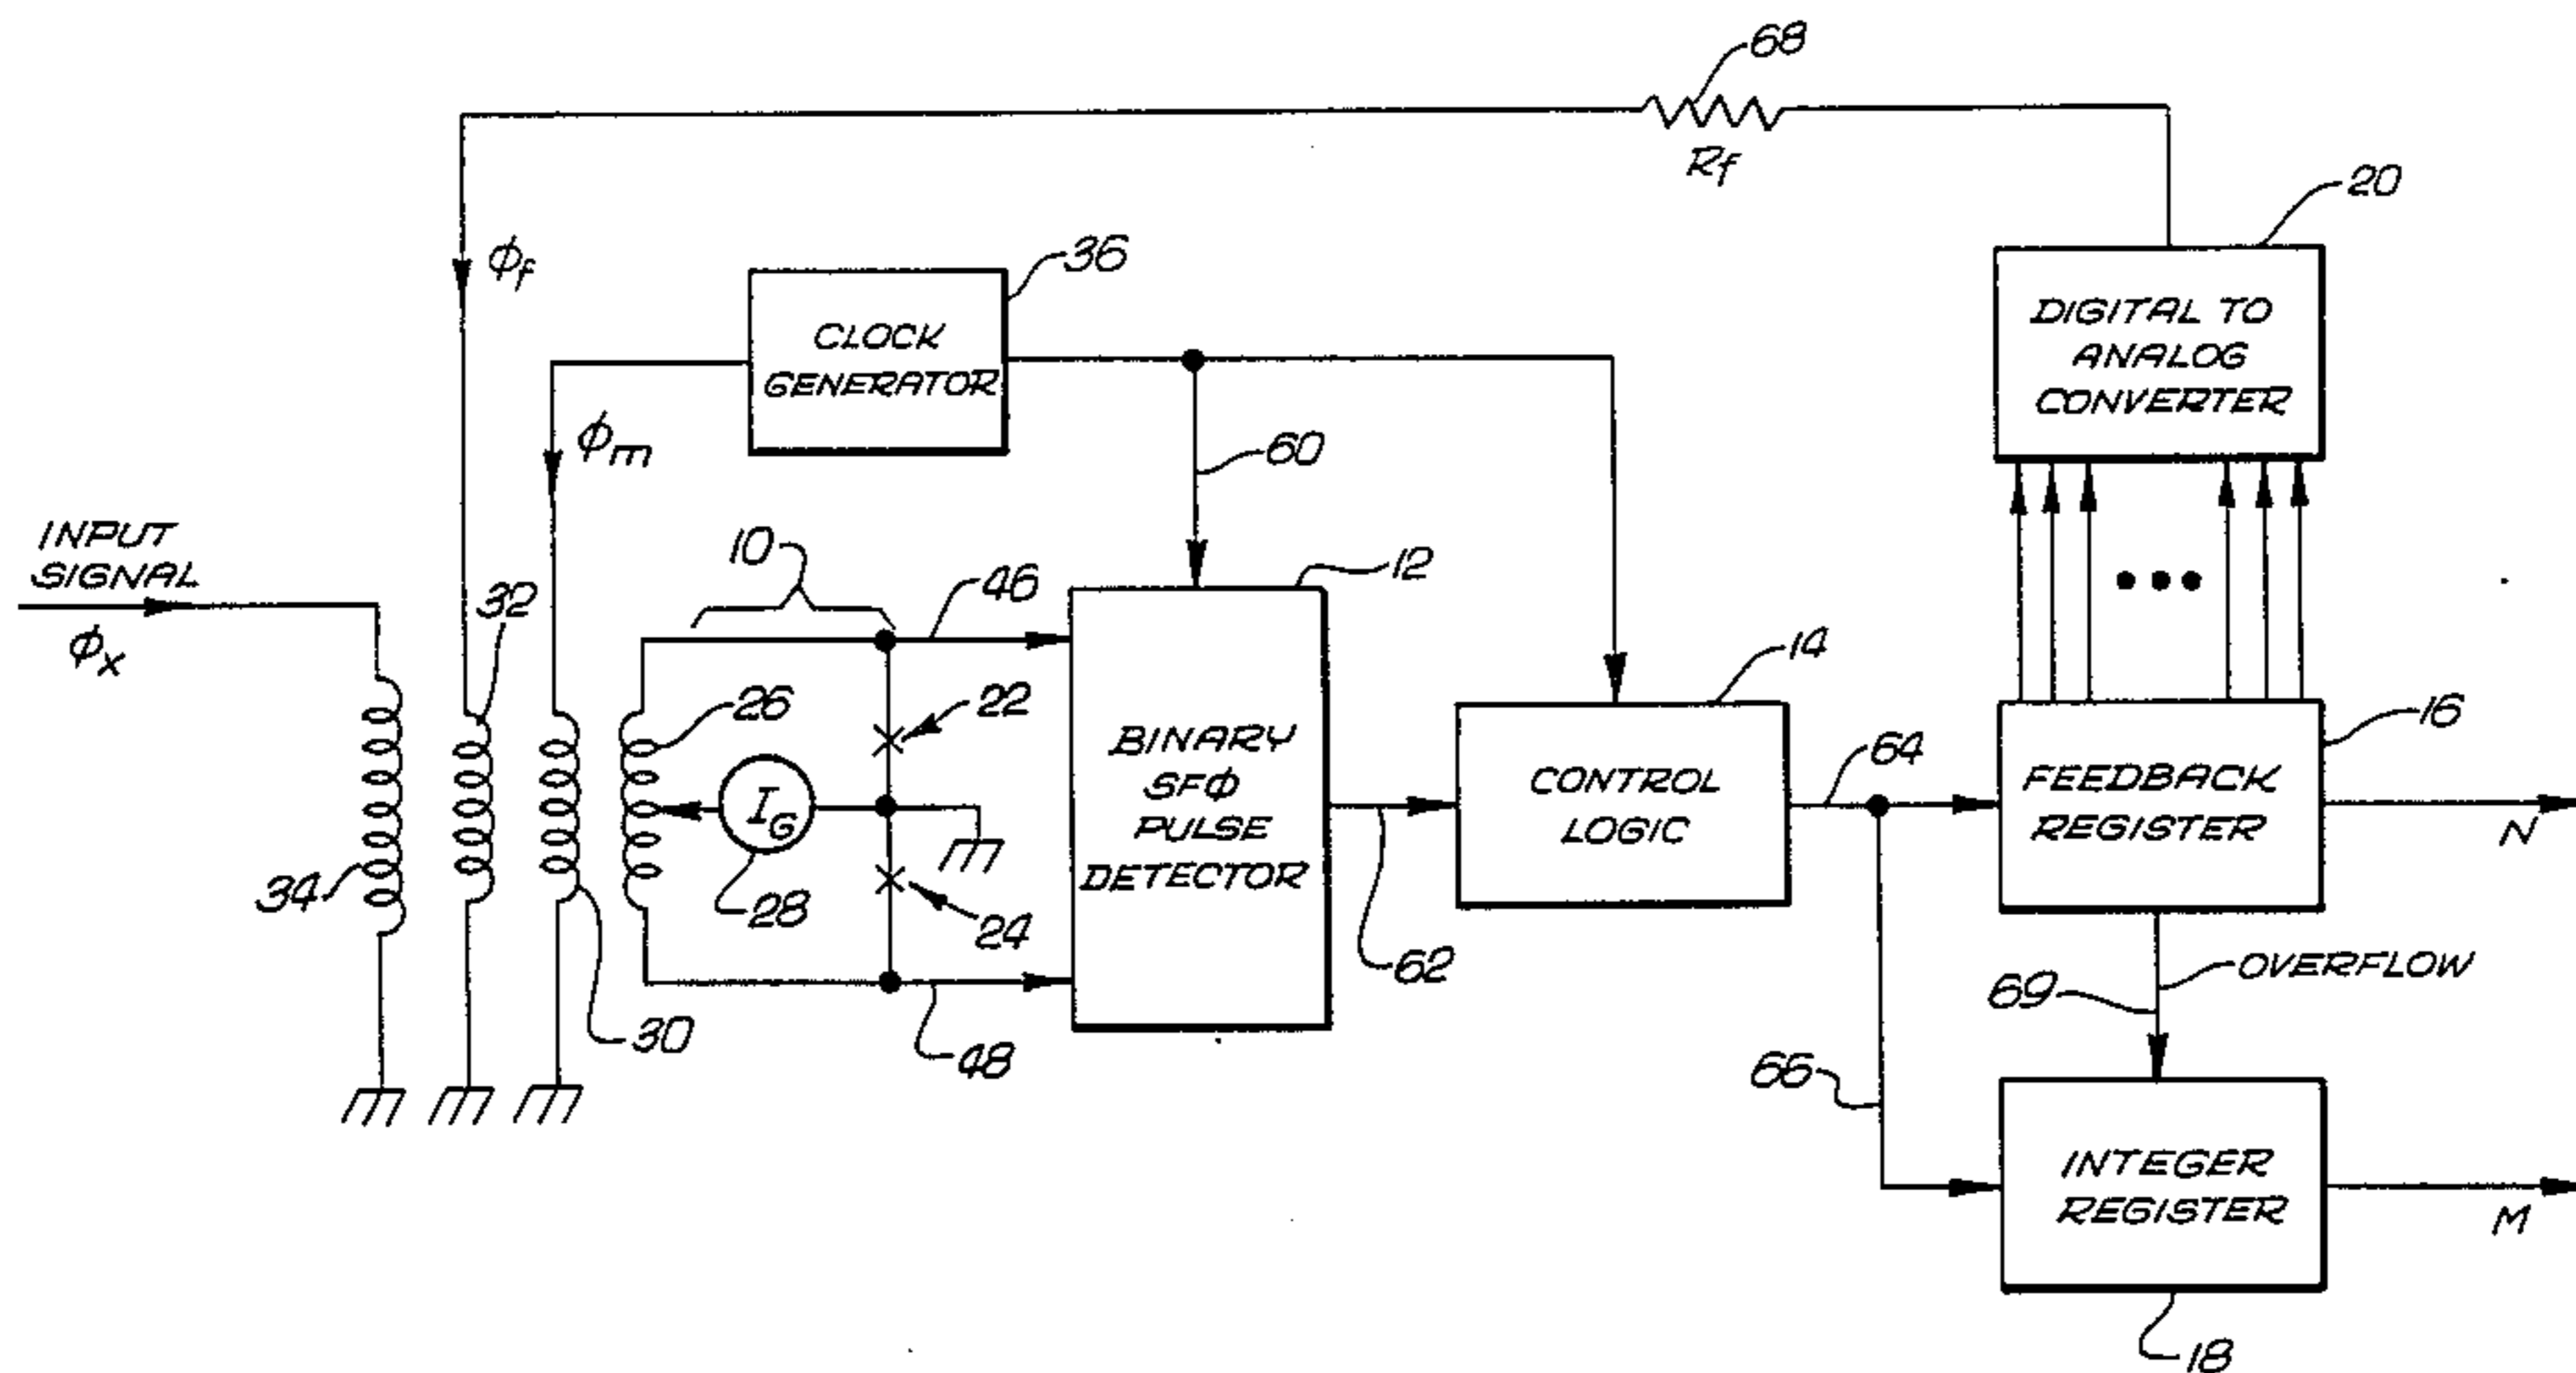 68
Rf
20
ϕf
36
CLOCK
GENERATOR
DIGITAL TO
ANALOG
CONVERTER
ϕm
60
INPUT
SIGNAL
ϕx
32
10
46
12
14
26
22
16
BINARY
SFϕ
PULSE
DETECTOR
64
IG
CONTROL
LOGIC
FEEDBACK
REGISTER
N
34
28
24
62
30
48
69
OVERFLOW
66
INTEGER
REGISTER
M
18